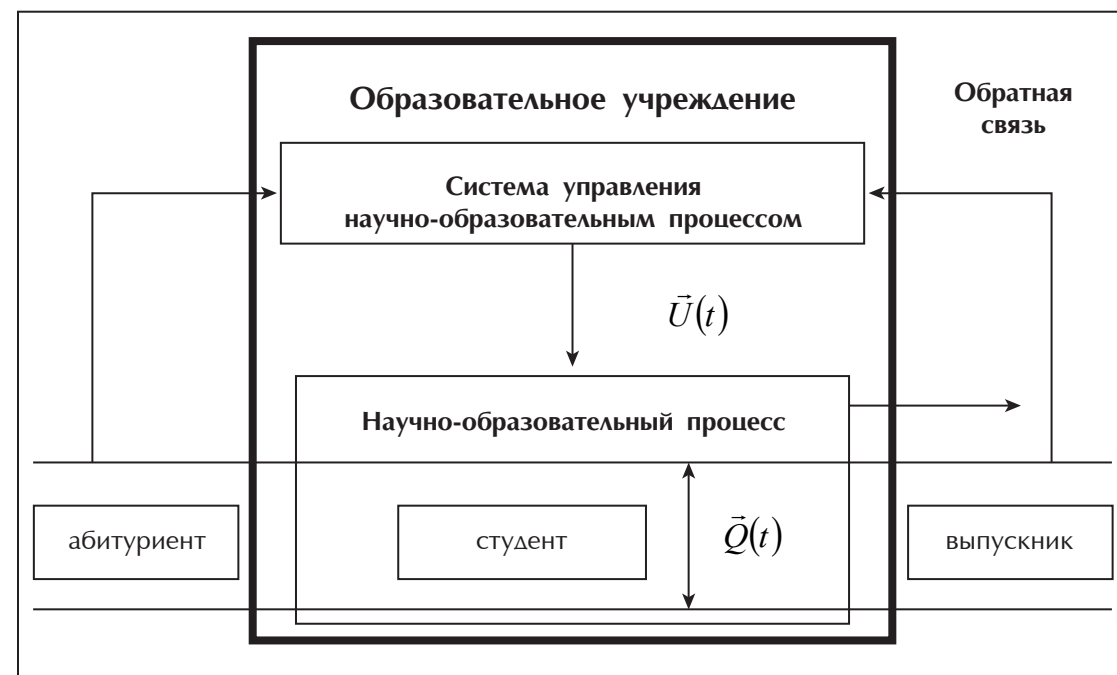 Образовательное учреждение
Обратная
связь
Система управления
научно-образовательным процессом
U⃗(t)
Научно-образовательный процесс
абитуриент
студент
Q⃗(t)
выпускник